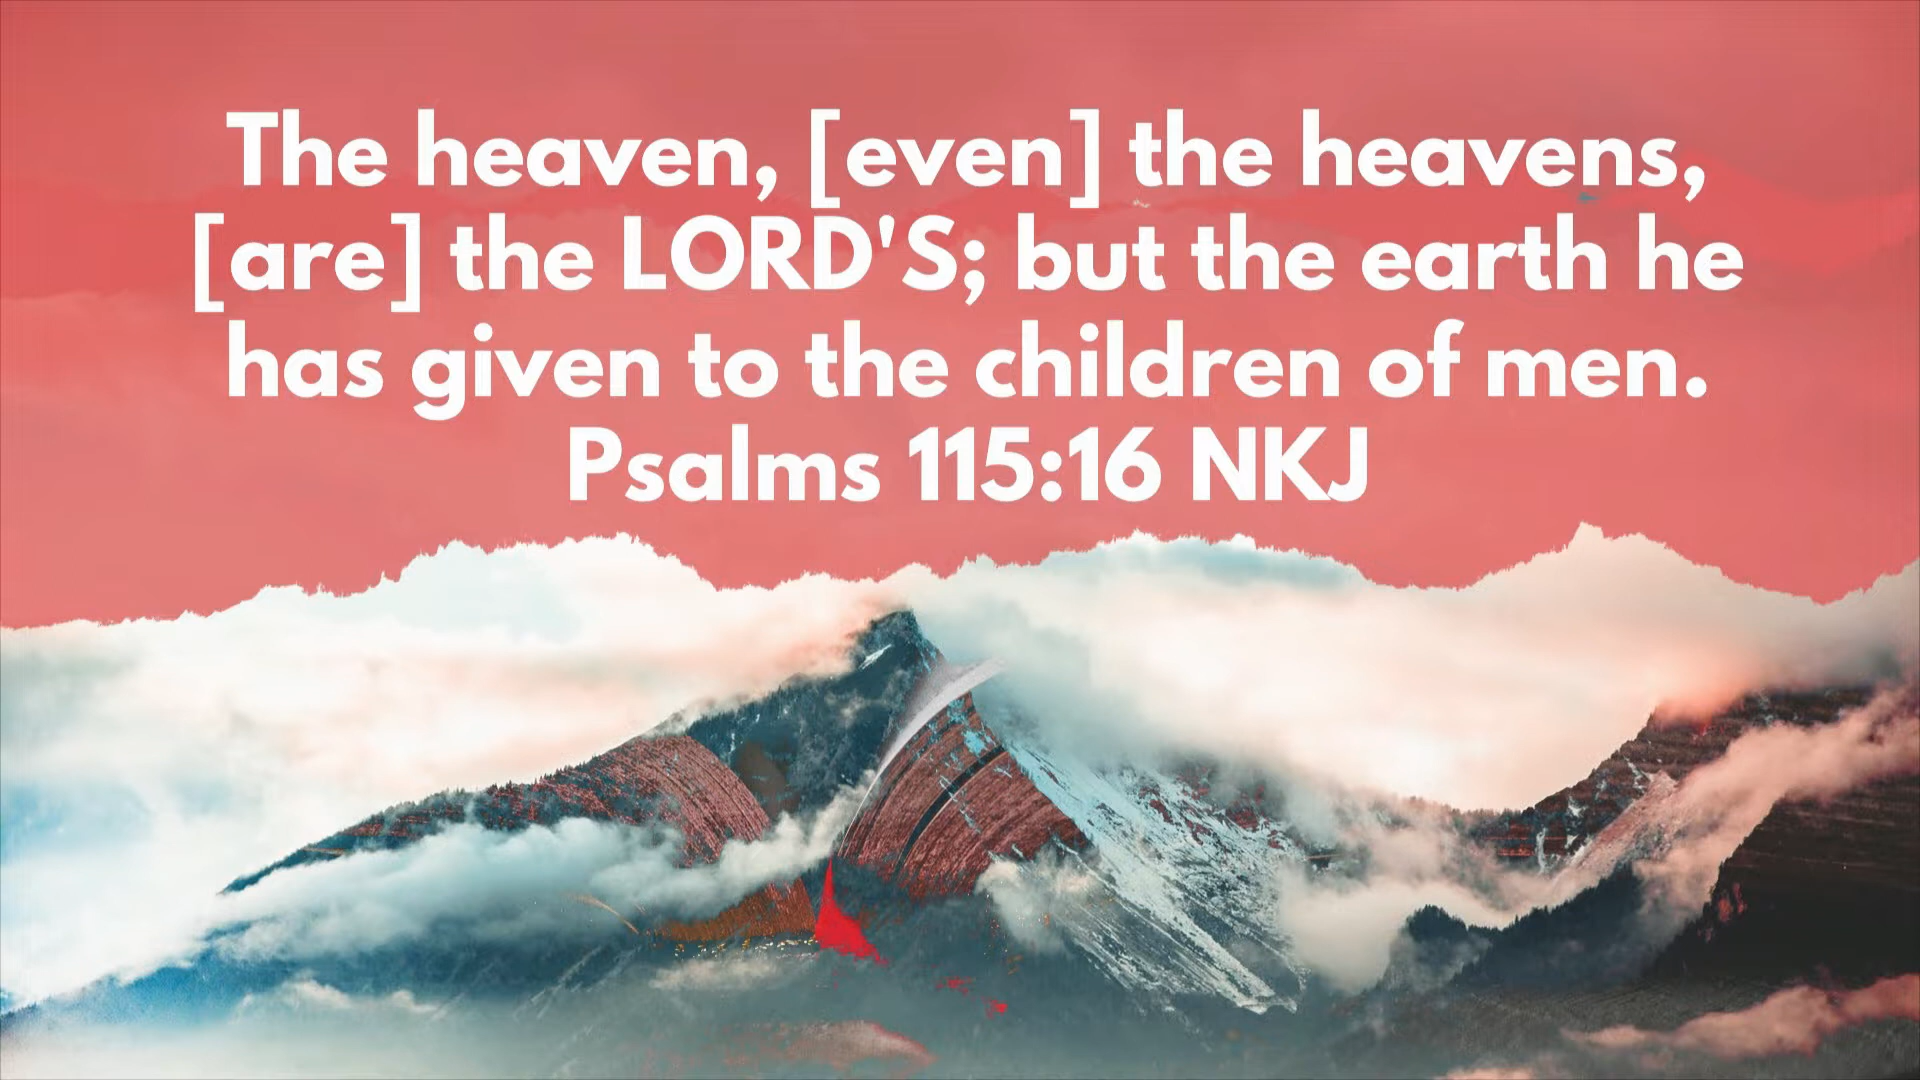 The heaven, [even] the heavens,
[are] the LORD'S; but the earth he
has given to the children of men.
Psalms 115:16 NKJ